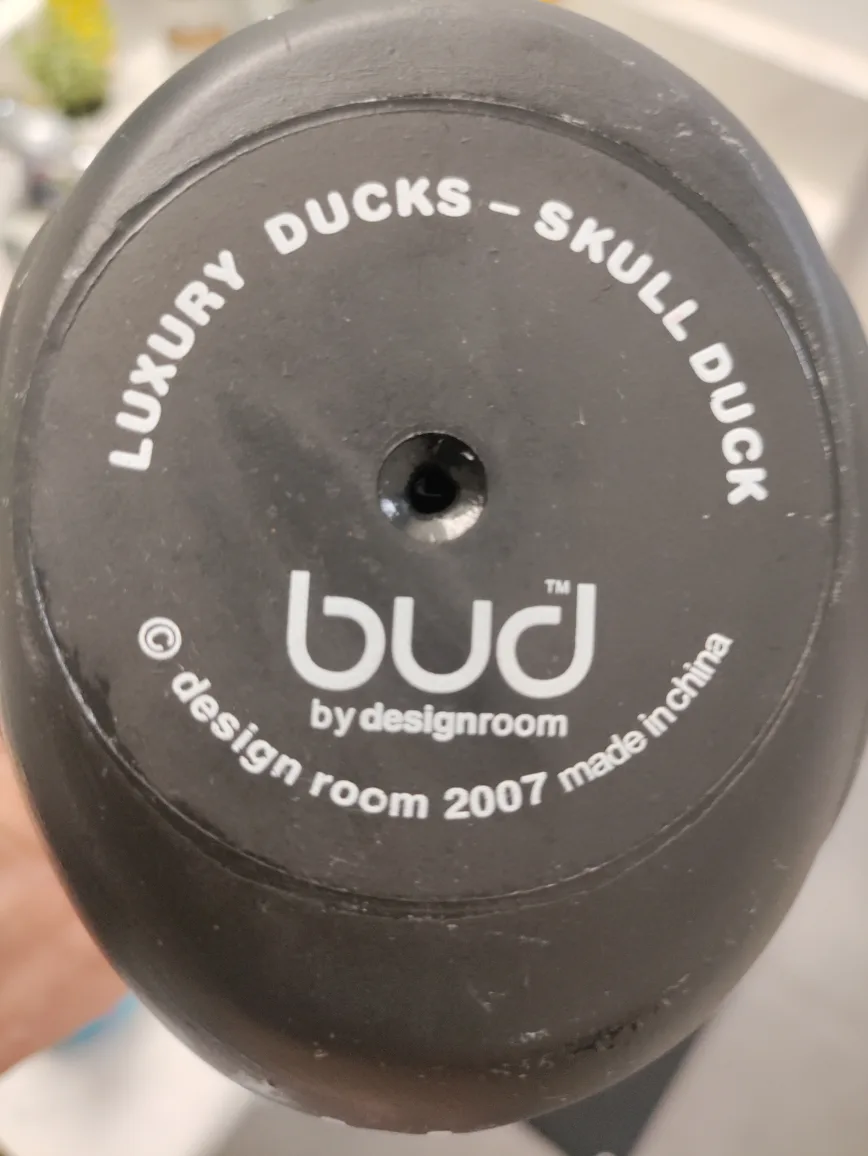 LUXURY DUCKS – SKULL DUCK
bud™
by designroom
© design room 2007 made in china